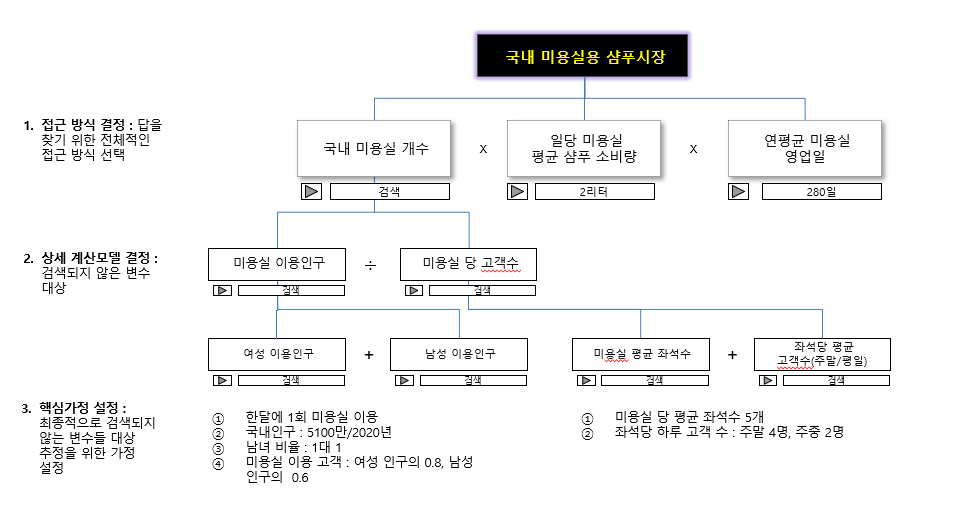 국내 미용실용 샴푸시장
1. 접근 방식 결정 : 답을
찾기 위한 전체적인
접근 방식 선택
국내 미용실 개수
x
일당 미용실
평균 샴푸 소비량
x
연평균 미용실
영업일
검색
2리터
280일
2. 상세 계산모델 결정 :
검색되지 않은 변수
대상
미용실 이용인구
÷
미용실 당 고객수
검색
검색
여성 이용인구
+
남성 이용인구
미용실 평균 좌석수
+
좌석당 평균
고객수(주말/평일)
검색
검색
검색
검색
3. 핵심가정 설정 :
최종적으로 검색되지
않는 변수들 대상
추정을 위한 가정
설정
① 한달에 1회 미용실 이용
② 국내인구 : 5100만/2020년
③ 남녀 비율 : 1대 1
④ 미용실 이용 고객 : 여성 인구의 0.8, 남성
인구의 0.6
① 미용실 당 평균 좌석수 5개
② 좌석당 하루 고객 수 : 주말 4명, 주중 2명